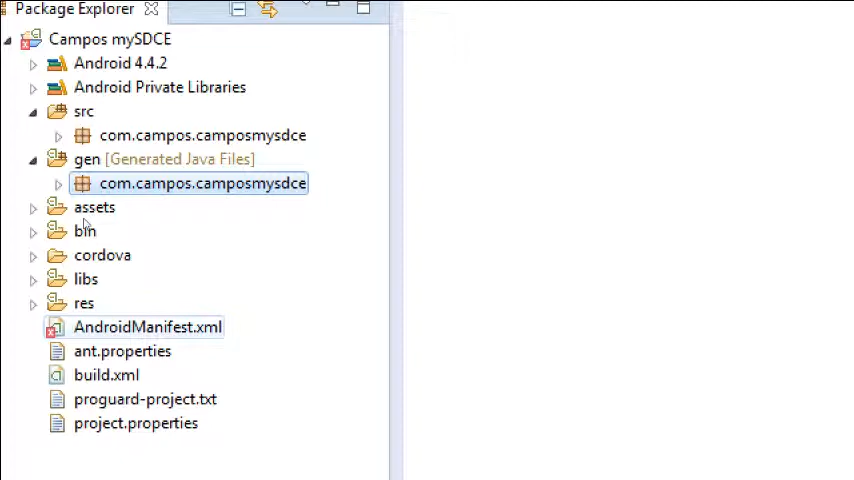 Package Explorer
Campos mySDCE
Android 4.4.2
Android Private Libraries
src
com.campos.camposmysdce
gen [Generated Java Files]
com.campos.camposmysdce
assets
bin
cordova
libs
res
AndroidManifest.xml
ant.properties
build.xml
proguard-project.txt
project.properties